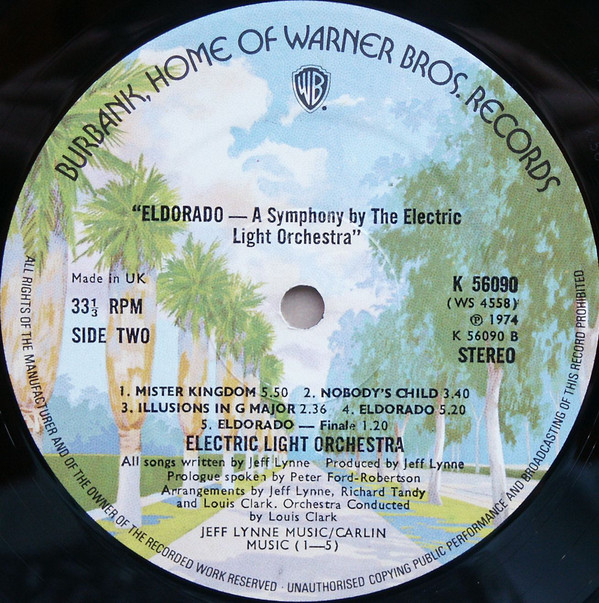 BURBANK, HOME OF WARNER BROS. RECORDS
WB
"ELDORADO — A Symphony by The Electric
Light Orchestra"
Made in UK
33⅓ RPM
SIDE TWO
K 56090
(WS 4558)
℗ 1974
K 56090 B
STEREO
1. MISTER KINGDOM 5.50 2. NOBODY'S CHILD 3.40
3. ILLUSIONS IN G MAJOR 2.36 4. ELDORADO 5.20
5. ELDORADO — Finale 1.20
ELECTRIC LIGHT ORCHESTRA
All songs written by Jeff Lynne Produced by Jeff Lynne
Prologue spoken by Peter Ford-Robertson
Arrangements by Jeff Lynne, Richard Tandy
and Louis Clark. Orchestra Conducted
by Louis Clark
JEFF LYNNE MUSIC/CARLIN
MUSIC (1—5)
ALL RIGHTS OF THE MANUFACTURER AND OF THE OWNER OF THE RECORDED WORK RESERVED · UNAUTHORISED COPYING PUBLIC PERFORMANCE AND BROADCASTING OF THIS RECORD PROHIBITED